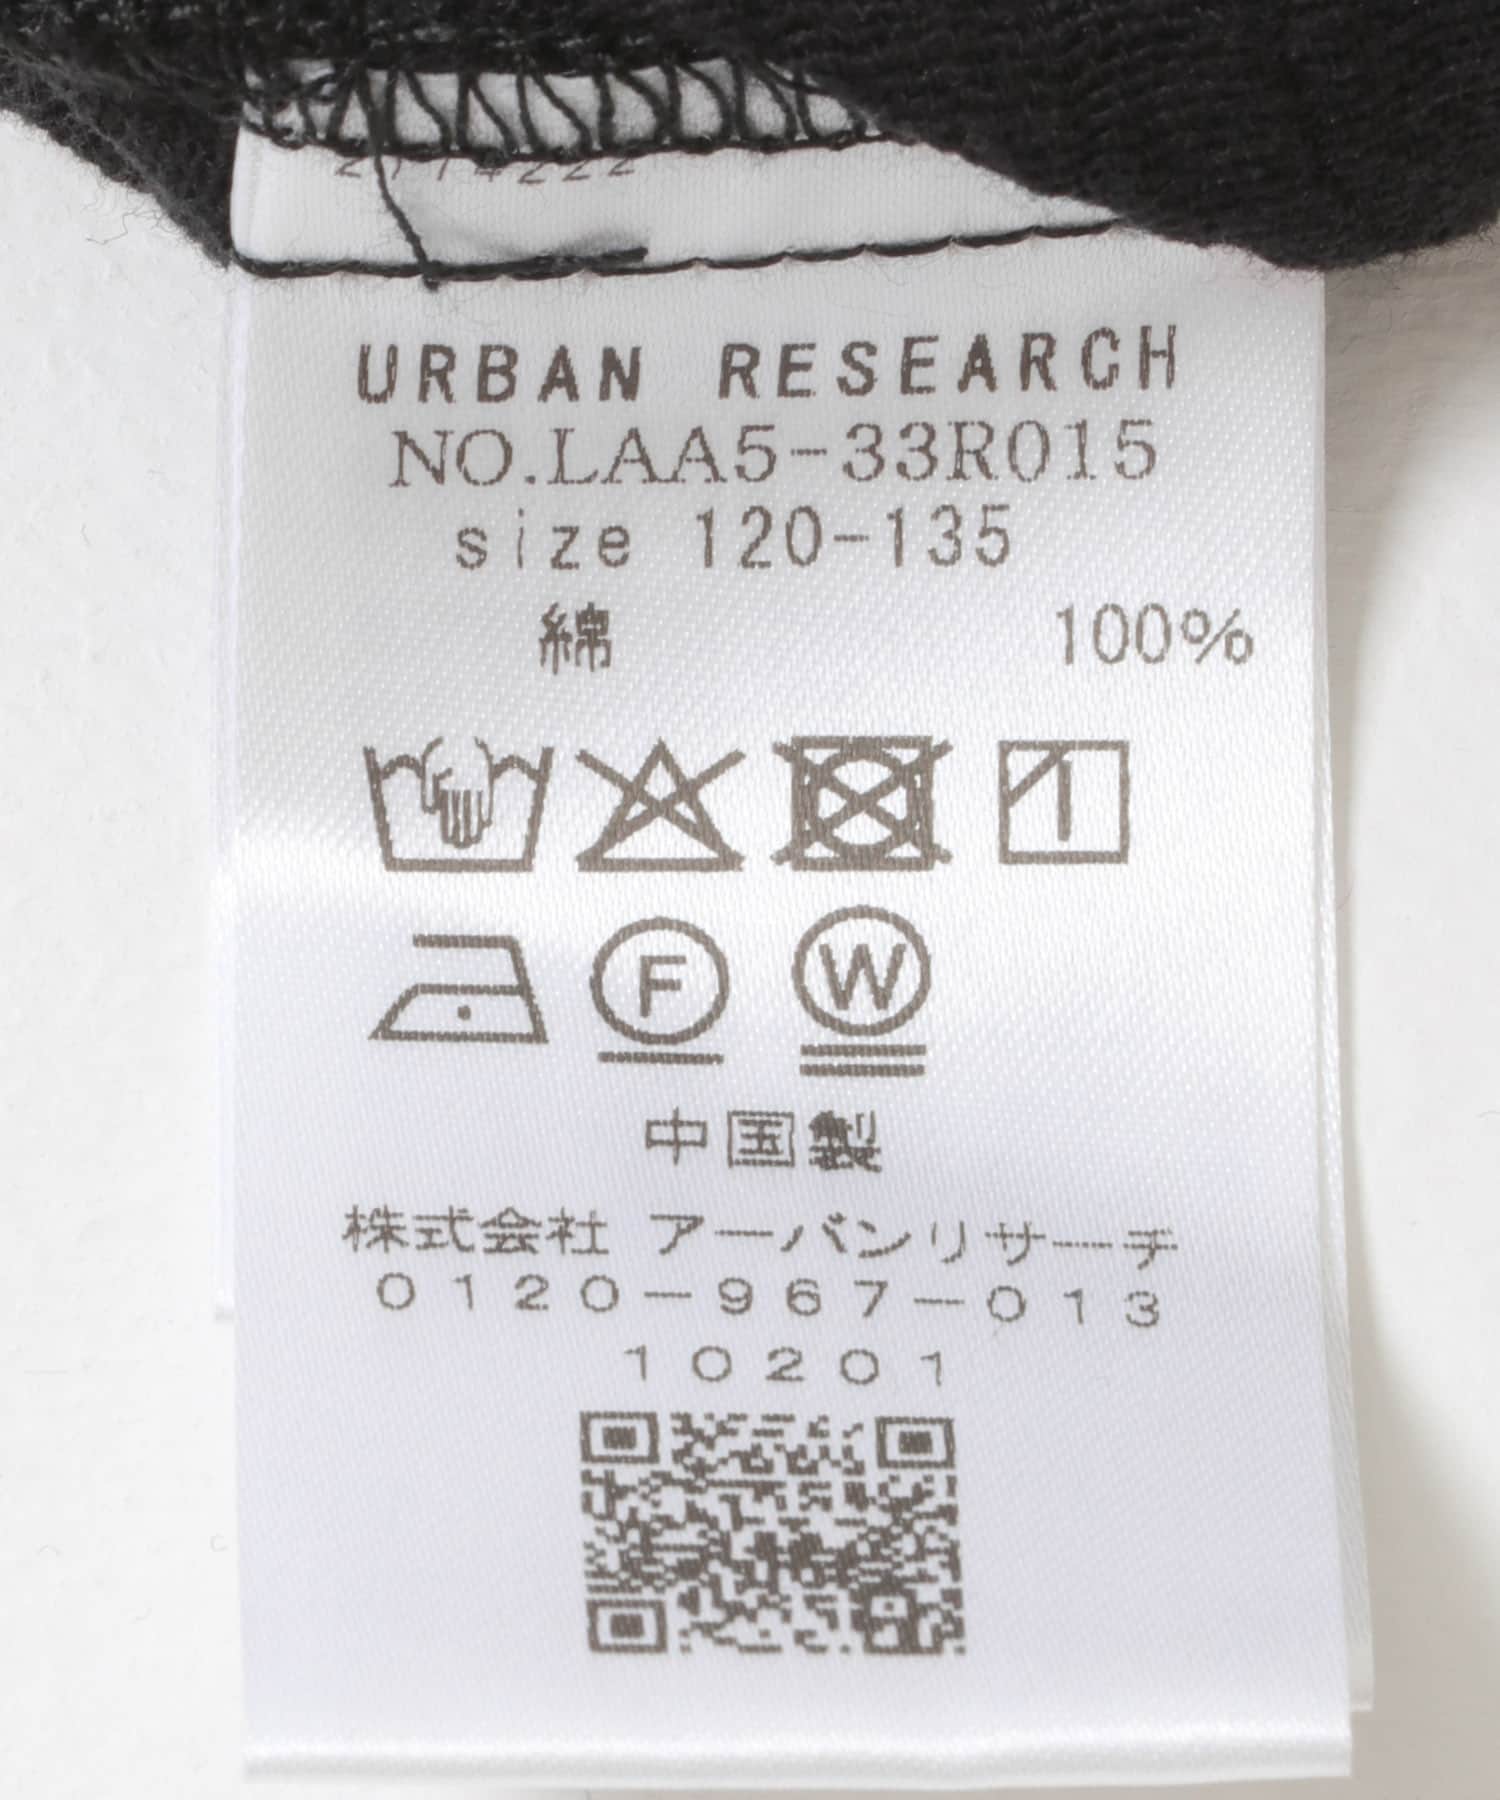 URBAN RESEARCH
NO.LAA5-33R015
size 120-135
綿 100%
F W
中国製
株式会社 アーバンリサーチ
0120-967-013
10201